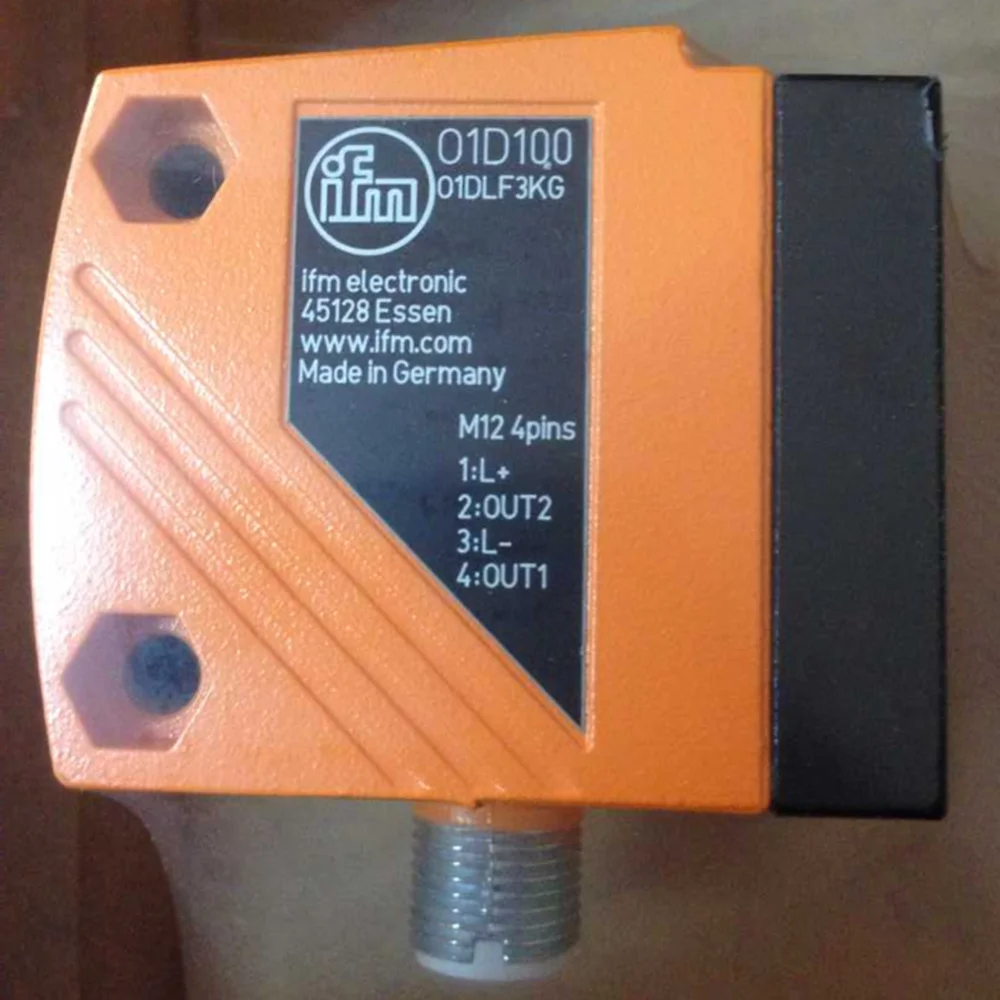 ifm
O1D100
O1DLF3KG
ifm electronic
45128 Essen
www.ifm.com
Made in Germany
M12 4pins
1:L+
2:OUT2
3:L-
4:OUT1